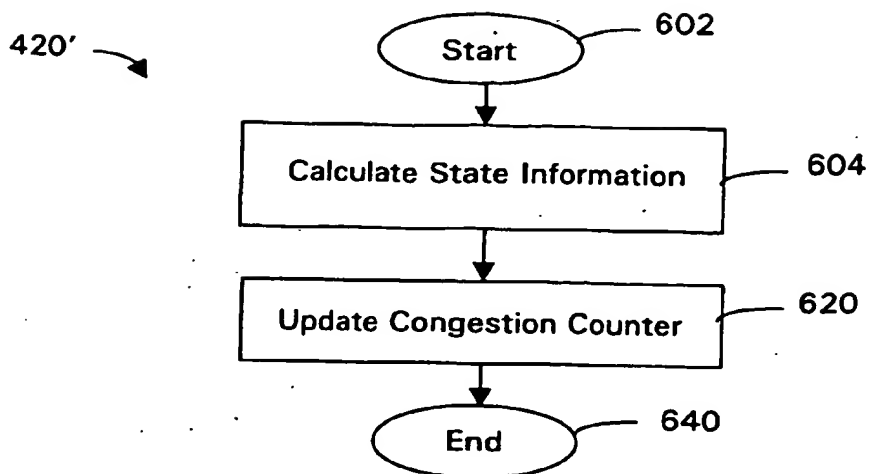 420'
Start
602
Calculate State Information
604
Update Congestion Counter
620
End
640